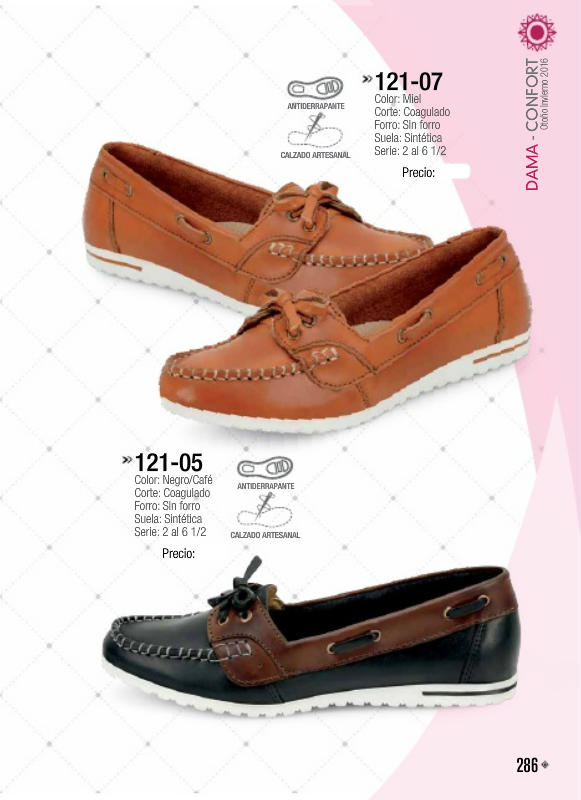 DAMA - CONFORT
Otoño Invierno 2016
121-07
Color: Miel
Corte: Coagulado
Forro: Sin forro
Suela: Sintética
Serie: 2 al 6 1/2
Precio:
ANTIDERRAPANTE
CALZADO ARTESANAL
121-05
Color: Negro/Café
Corte: Coagulado
Forro: Sin forro
Suela: Sintética
Serie: 2 al 6 1/2
Precio:
ANTIDERRAPANTE
CALZADO ARTESANAL
286